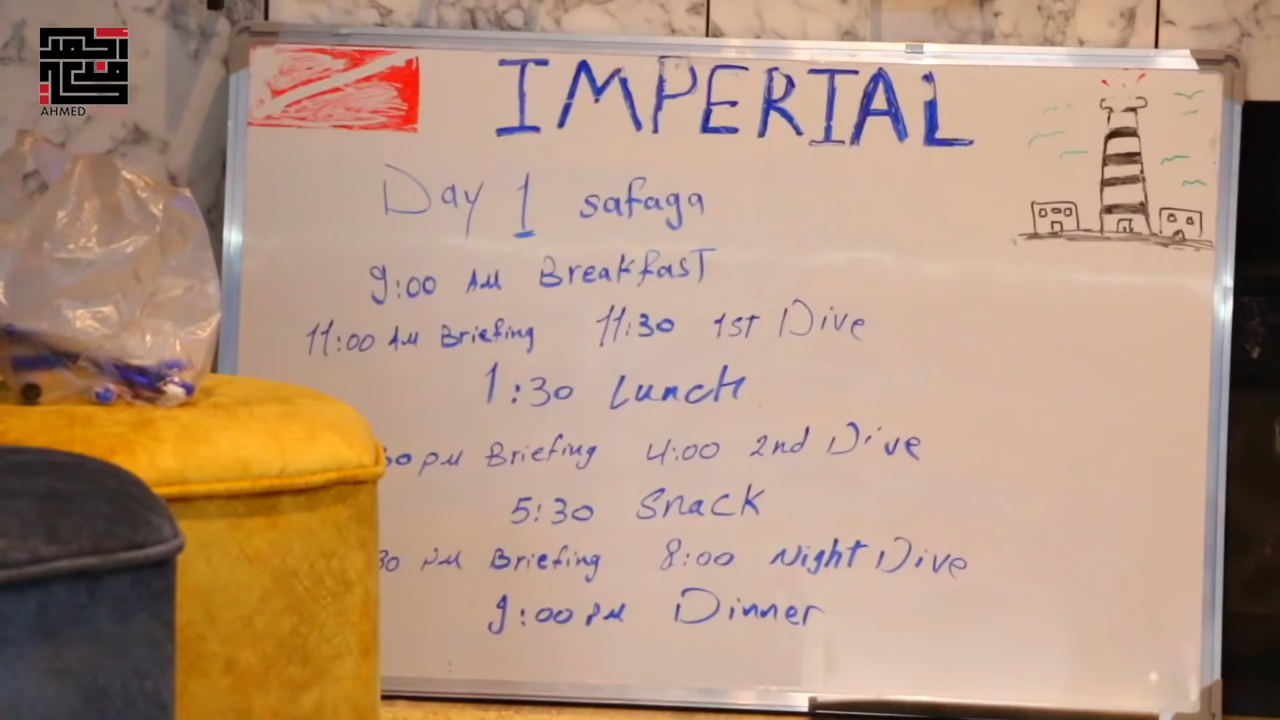 AHMED
IMPERIAL
Day 1 safaga
9:00 AM Breakfast
11:00 AM Briefing 11:30 1st Dive
1:30 Lunch
30 PM Briefing 4:00 2nd Dive
5:30 Snack
30 PM Briefing 8:00 Night Dive
9:00 PM Dinner